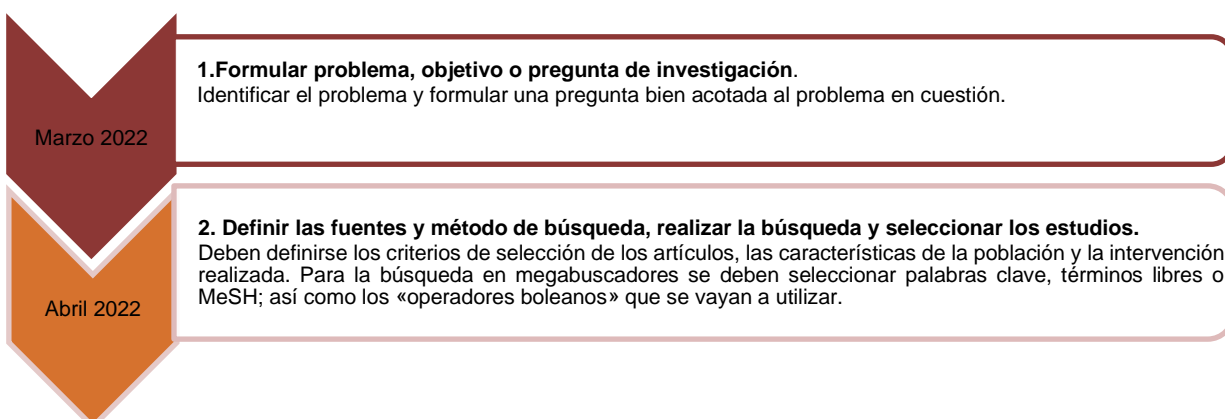 Marzo 2022
1.Formular problema, objetivo o pregunta de investigación.
Identificar el problema y formular una pregunta bien acotada al problema en cuestión.
Abril 2022
2. Definir las fuentes y método de búsqueda, realizar la búsqueda y seleccionar los estudios.
Deben definirse los criterios de selección de los artículos, las características de la población y la intervención
realizada. Para la búsqueda en megabuscadores se deben seleccionar palabras clave, términos libres o
MeSH; así como los «operadores boleanos» que se vayan a utilizar.